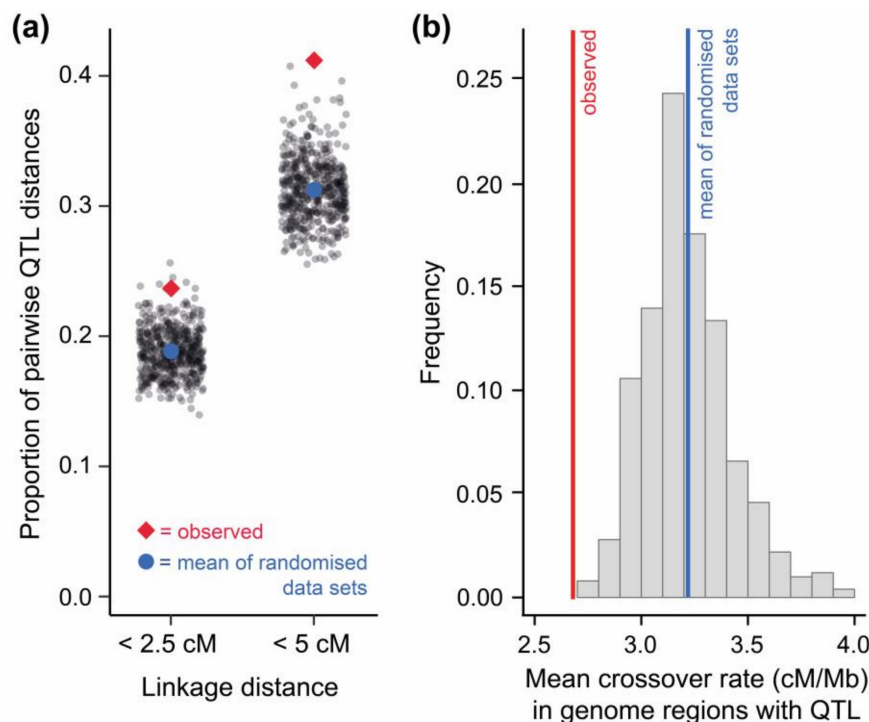 (a)
Proportion of pairwise QTL distances
0.4
0.3
0.2
0.1
0.0
= observed
= mean of randomised
data sets
< 2.5 cM
< 5 cM
Linkage distance
(b)
Frequency
0.25
0.20
0.15
0.10
0.05
0.00
observed
mean of randomised
data sets
2.5
3.0
3.5
4.0
Mean crossover rate (cM/Mb)
in genome regions with QTL